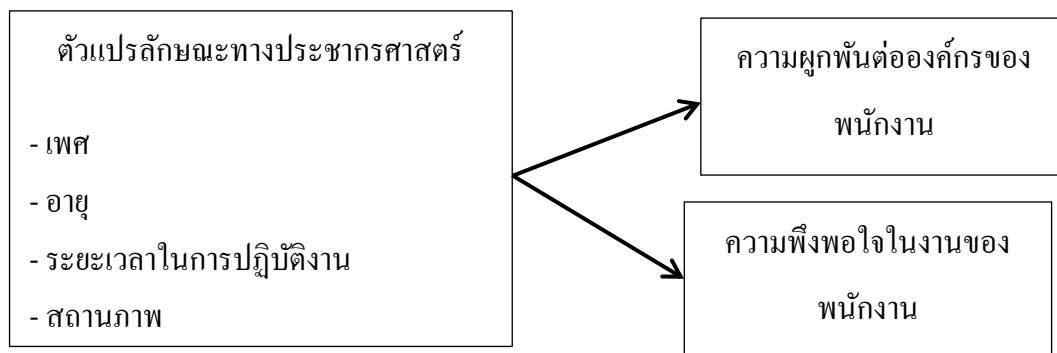 ตัวแปรลักษณะทางประชากรศาสตร์
- เพศ
- อายุ
- ระยะเวลาในการปฏิบัติงาน
- สถานภาพ
ความผูกพันต่อองค์กรของ
พนักงาน
ความพึงพอใจในงานของ
พนักงาน